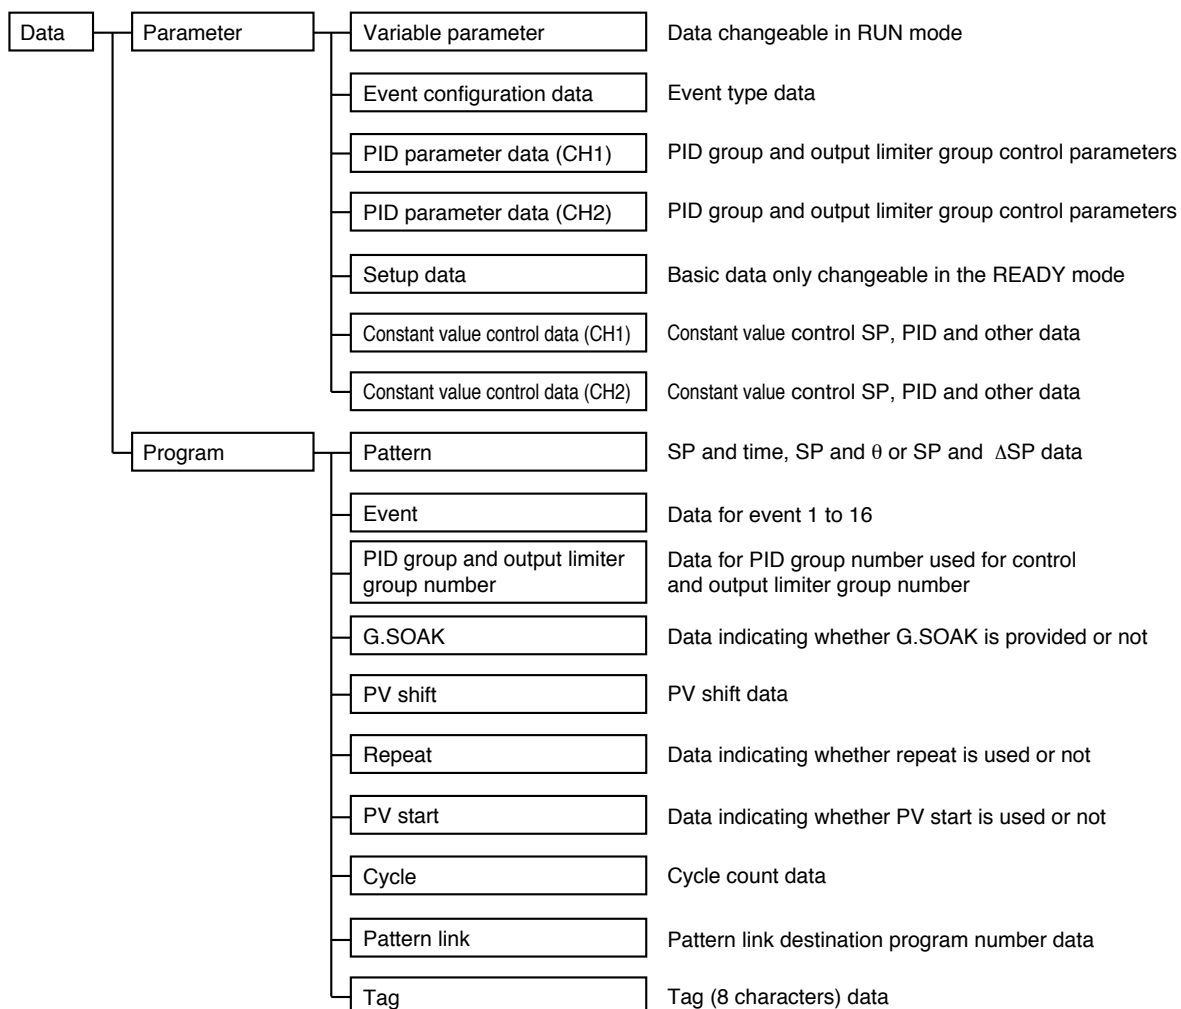 Data
Parameter
Variable parameter
Data changeable in RUN mode
Event configuration data
Event type data
PID parameter data (CH1)
PID group and output limiter group control parameters
PID parameter data (CH2)
PID group and output limiter group control parameters
Setup data
Basic data only changeable in the READY mode
Constant value control data (CH1)
Constant value control SP, PID and other data
Constant value control data (CH2)
Constant value control SP, PID and other data
Program
Pattern
SP and time, SP and θ or SP and ΔSP data
Event
Data for event 1 to 16
PID group and output limiter
group number
Data for PID group number used for control
and output limiter group number
G.SOAK
Data indicating whether G.SOAK is provided or not
PV shift
PV shift data
Repeat
Data indicating whether repeat is used or not
PV start
Data indicating whether PV start is used or not
Cycle
Cycle count data
Pattern link
Pattern link destination program number data
Tag
Tag (8 characters) data